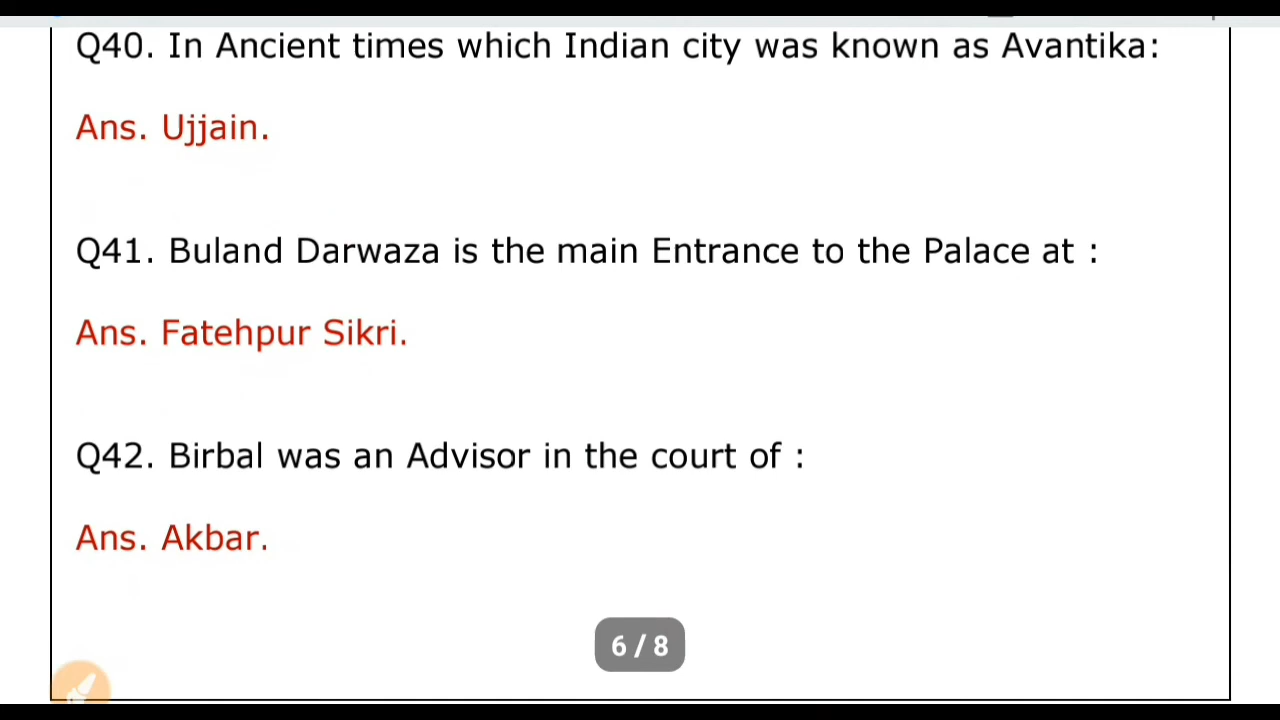 Q40. In Ancient times which Indian city was known as Avantika:
Ans. Ujjain.
Q41. Buland Darwaza is the main Entrance to the Palace at :
Ans. Fatehpur Sikri.
Q42. Birbal was an Advisor in the court of :
Ans. Akbar.
6 / 8